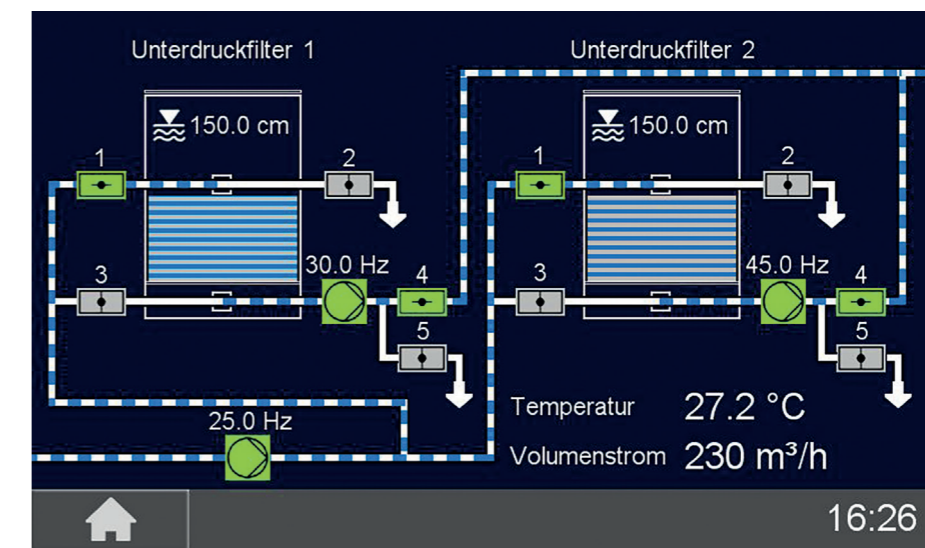 Unterdruckfilter 1
Unterdruckfilter 2
150.0 cm
150.0 cm
1
2
1
2
3
30.0 Hz
4
3
45.0 Hz
4
5
5
25.0 Hz
Temperatur 27.2 °C
Volumenstrom 230 m³/h
16:26